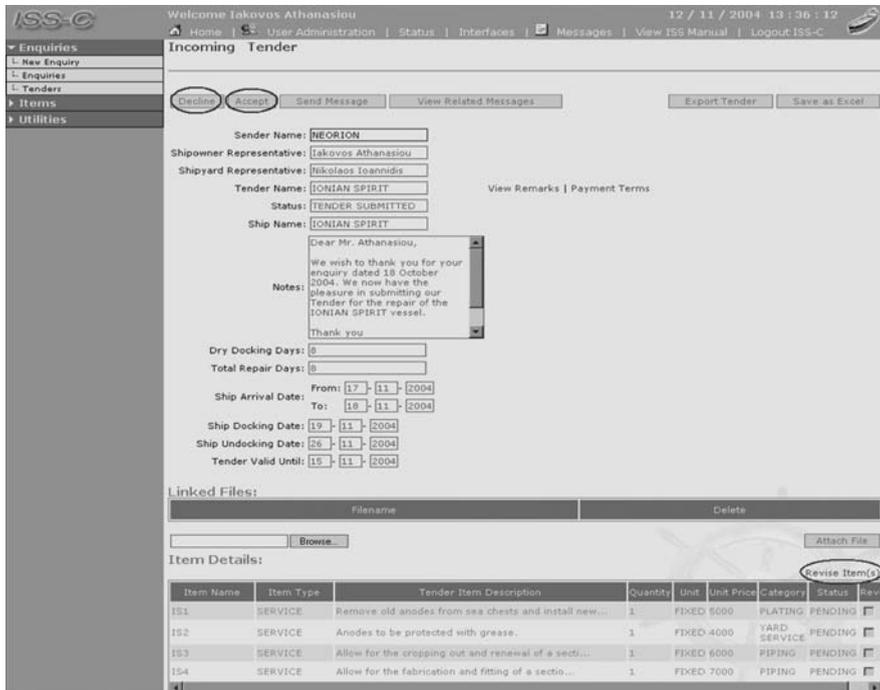 ISS-C
Welcome Iakovos Athanasiou 12 / 11 / 2004 13 : 36 : 12
Home | User Administration | Status | Interfaces | Messages | View ISS Manual | Logout ISS-C
Enquiries
New Enquiry
Enquiries
Tenders
Items
Utilities
Incoming Tender
Decline Accept Send Message View Related Messages Export Tender Save as Excel
Sender Name: NEORION
Shipowner Representative: Iakovos Athanasiou
Shipyard Representative: Nikolaos Ioannidis
Tender Name: IONIAN SPIRIT View Remarks | Payment Terms
Status: TENDER SUBMITTED
Ship Name: IONIAN SPIRIT
Notes:
Dear Mr. Athanasiou,
We wish to thank you for your
enquiry dated 18 October
2004. We now have the
pleasure in submitting our
Tender for the repair of the
IONIAN SPIRIT vessel.
Thank you
Dry Docking Days: 8
Total Repair Days: 8
Ship Arrival Date: From: 17 - 11 - 2004
To: 18 - 11 - 2004
Ship Docking Date: 19 - 11 - 2004
Ship Undocking Date: 26 - 11 - 2004
Tender Valid Until: 15 - 11 - 2004
Linked Files:
Filename Delete
Browse... Attach File
Item Details:
Revise Item(s)
Item Name Item Type Tender Item Description Quantity Unit Unit Price Category Status Rev
IS1 SERVICE Remove old anodes from sea chests and install new... 1 FIXED 5000 PLATING PENDING
IS2 SERVICE Anodes to be protected with grease. 1 FIXED 4000 YARD SERVICE PENDING
IS3 SERVICE Allow for the cropping out and renewal of a secti... 1 FIXED 6000 PIPING PENDING
IS4 SERVICE Allow for the fabrication and fitting of a sectio... 1 FIXED 7000 PIPING PENDING